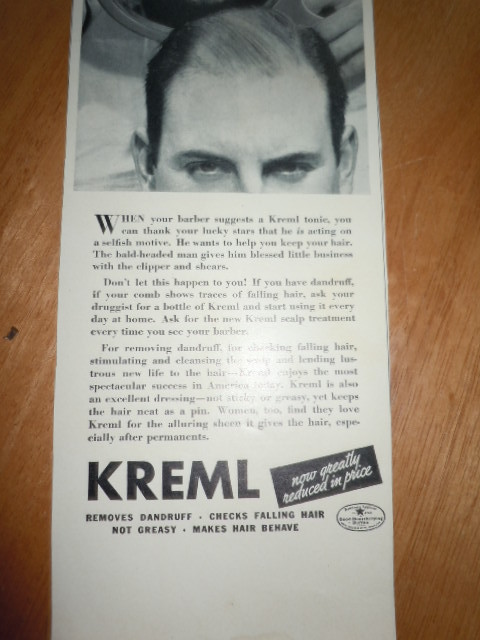 WHEN your barber suggests a Kreml tonic, you
can thank your lucky stars that he is acting on
a selfish motive. He wants to help you keep your hair.
The bald-headed man gives him blessed little business
with the clipper and shears.
Don't let this happen to you! If you have dandruff,
if your comb shows traces of falling hair, ask your
druggist for a bottle of Kreml and start using it every
day at home. Ask for the new Kreml scalp treatment
every time you see your barber.
For removing dandruff, for checking falling hair,
stimulating and cleansing the scalp and lending lus-
trous new life to the hair—Kreml enjoys the most
spectacular success in America today. Kreml is also
an excellent dressing—not sticky or greasy, yet keeps
the hair neat as a pin. Women, too, find they love
Kreml for the alluring sheen it gives the hair, espe-
cially after permanents.
KREML
now greatly
reduced in price
REMOVES DANDRUFF · CHECKS FALLING HAIR
NOT GREASY · MAKES HAIR BEHAVE